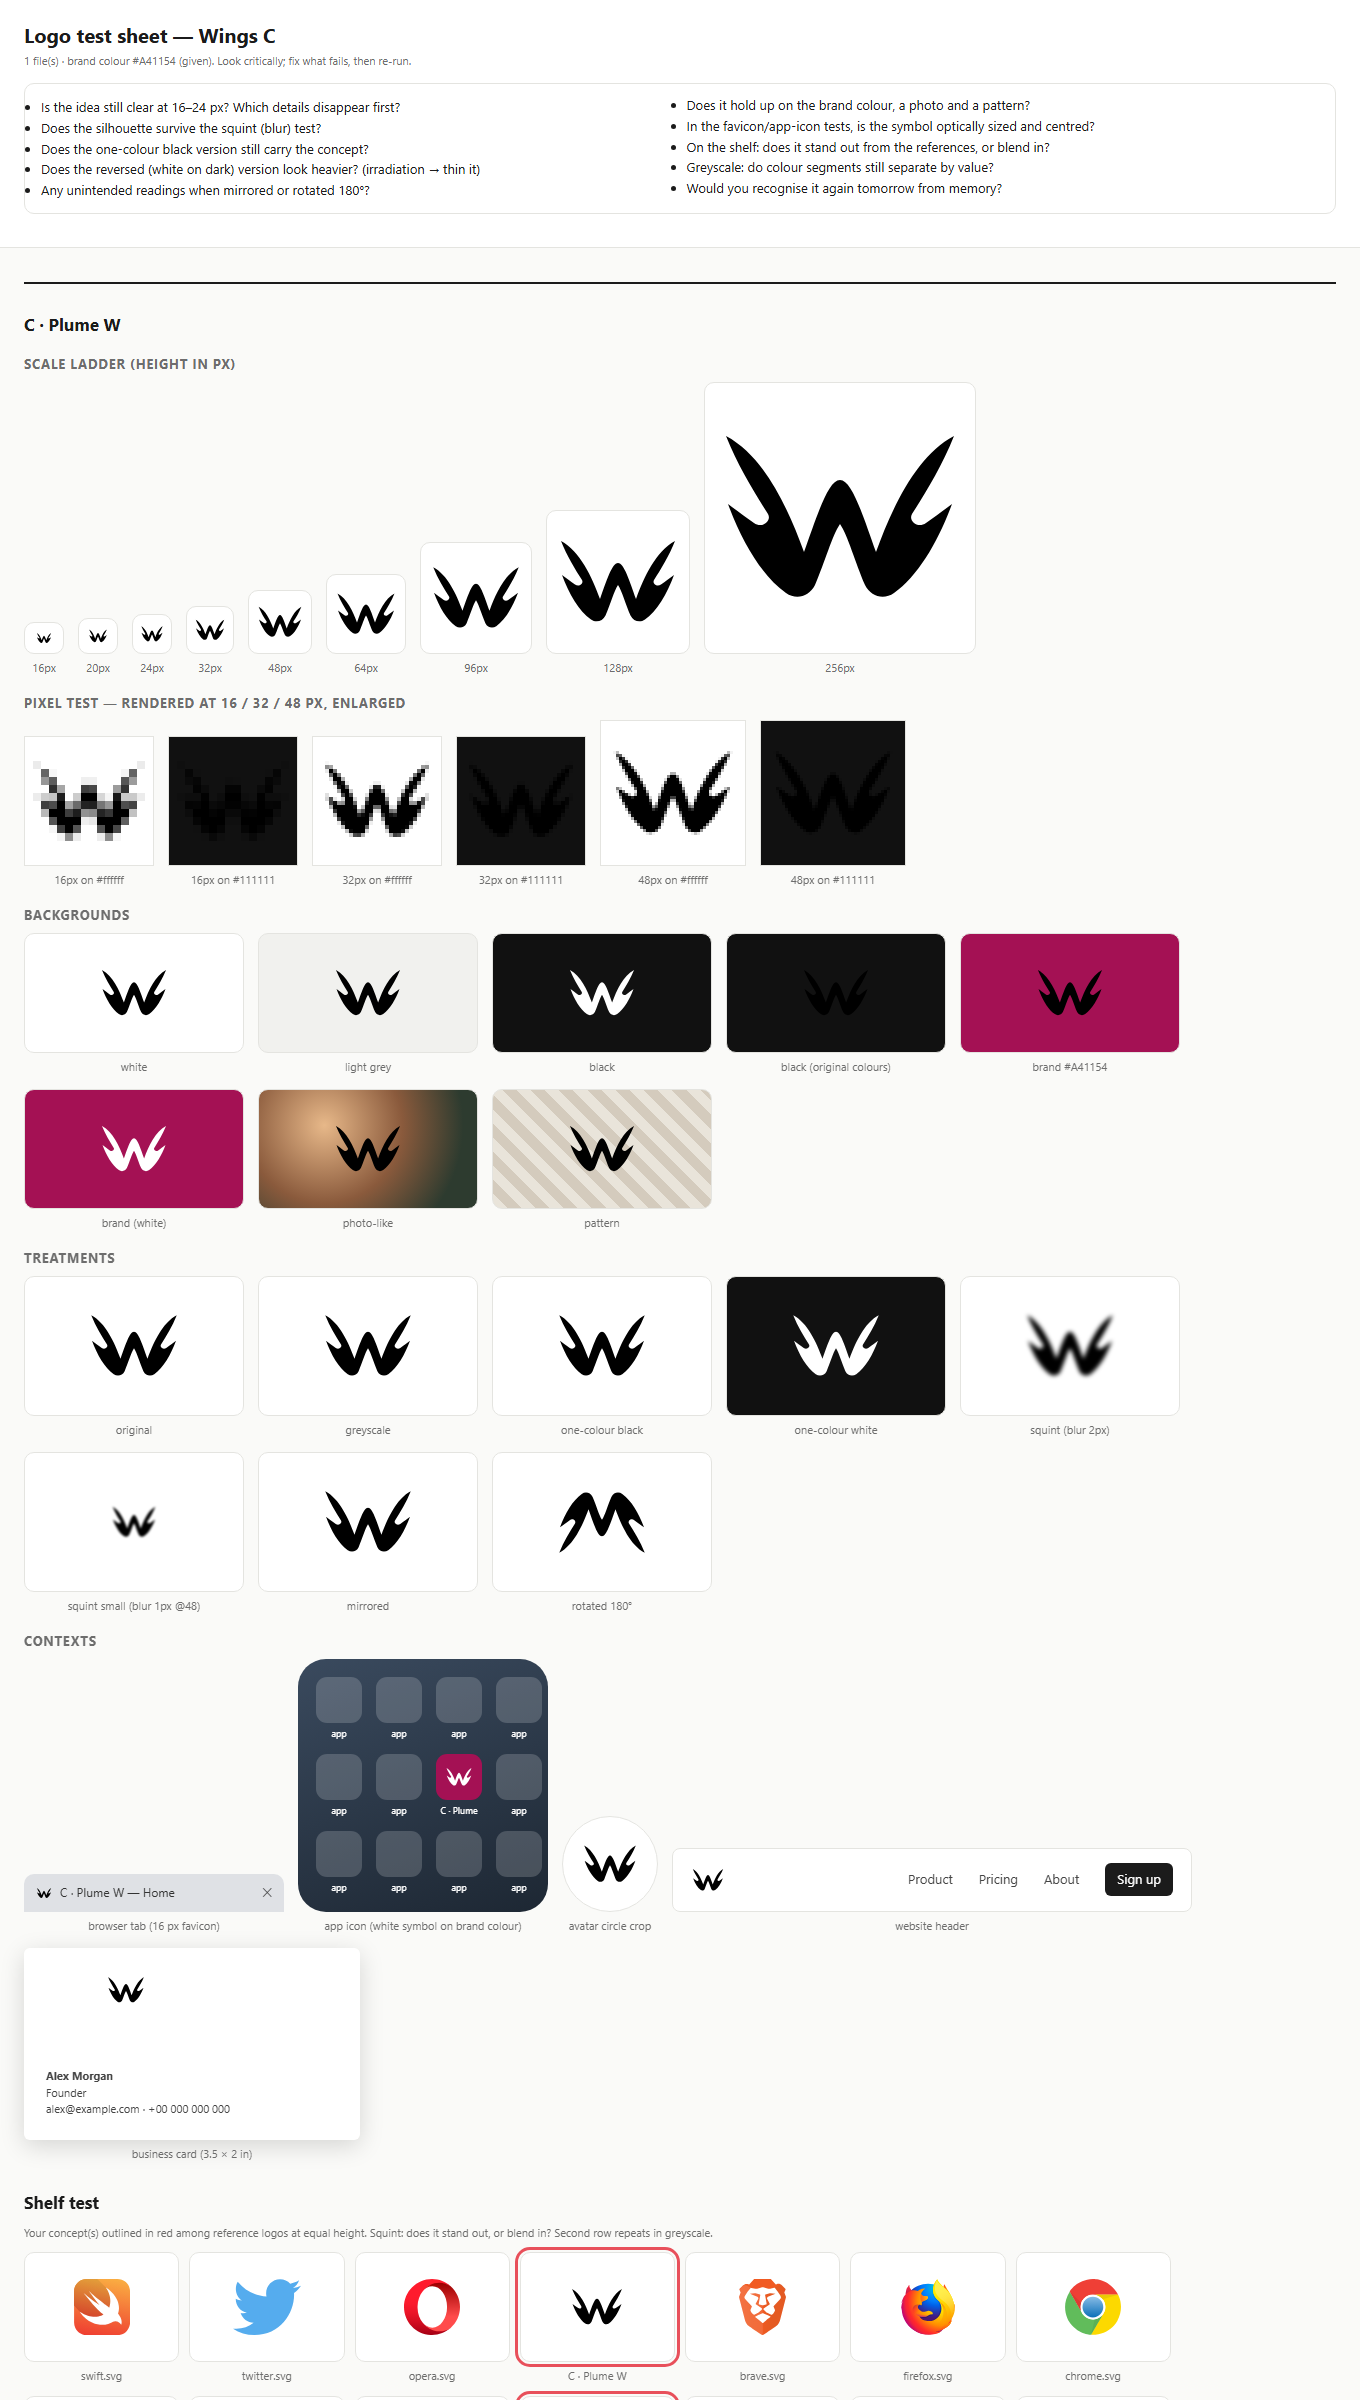 Logo test sheet — Wings C
1 file(s) · brand colour #A41154 (given). Look critically; fix what fails, then re-run.
Is the idea still clear at 16–24 px? Which details disappear first?
Does the silhouette survive the squint (blur) test?
Does the one-colour black version still carry the concept?
Does the reversed (white on dark) version look heavier? (irradiation → thin it)
Any unintended readings when mirrored or rotated 180°?
Does it hold up on the brand colour, a photo and a pattern?
In the favicon/app-icon tests, is the symbol optically sized and centred?
On the shelf: does it stand out from the references, or blend in?
Greyscale: do colour segments still separate by value?
Would you recognise it again tomorrow from memory?
C · Plume W
SCALE LADDER (HEIGHT IN PX)
16px 20px 24px 32px 48px 64px 96px 128px 256px
PIXEL TEST — RENDERED AT 16 / 32 / 48 PX, ENLARGED
16px on #ffffff 16px on #111111 32px on #ffffff 32px on #111111 48px on #ffffff 48px on #111111
BACKGROUNDS
white light grey black black (original colours) brand #A41154
brand (white) photo-like pattern
TREATMENTS
original greyscale one-colour black one-colour white squint (blur 2px)
squint small (blur 1px @48) mirrored rotated 180°
CONTEXTS
app app app app
app app C · Plume app
app app app app
C · Plume W — Home ×
Product Pricing About Sign up
browser tab (16 px favicon) app icon (white symbol on brand colour) avatar circle crop website header
Alex Morgan
Founder
alex@example.com · +00 000 000 000
business card (3.5 × 2 in)
Shelf test
Your concept(s) outlined in red among reference logos at equal height. Squint: does it stand out, or blend in? Second row repeats in greyscale.
swift.svg twitter.svg opera.svg C · Plume W brave.svg firefox.svg chrome.svg